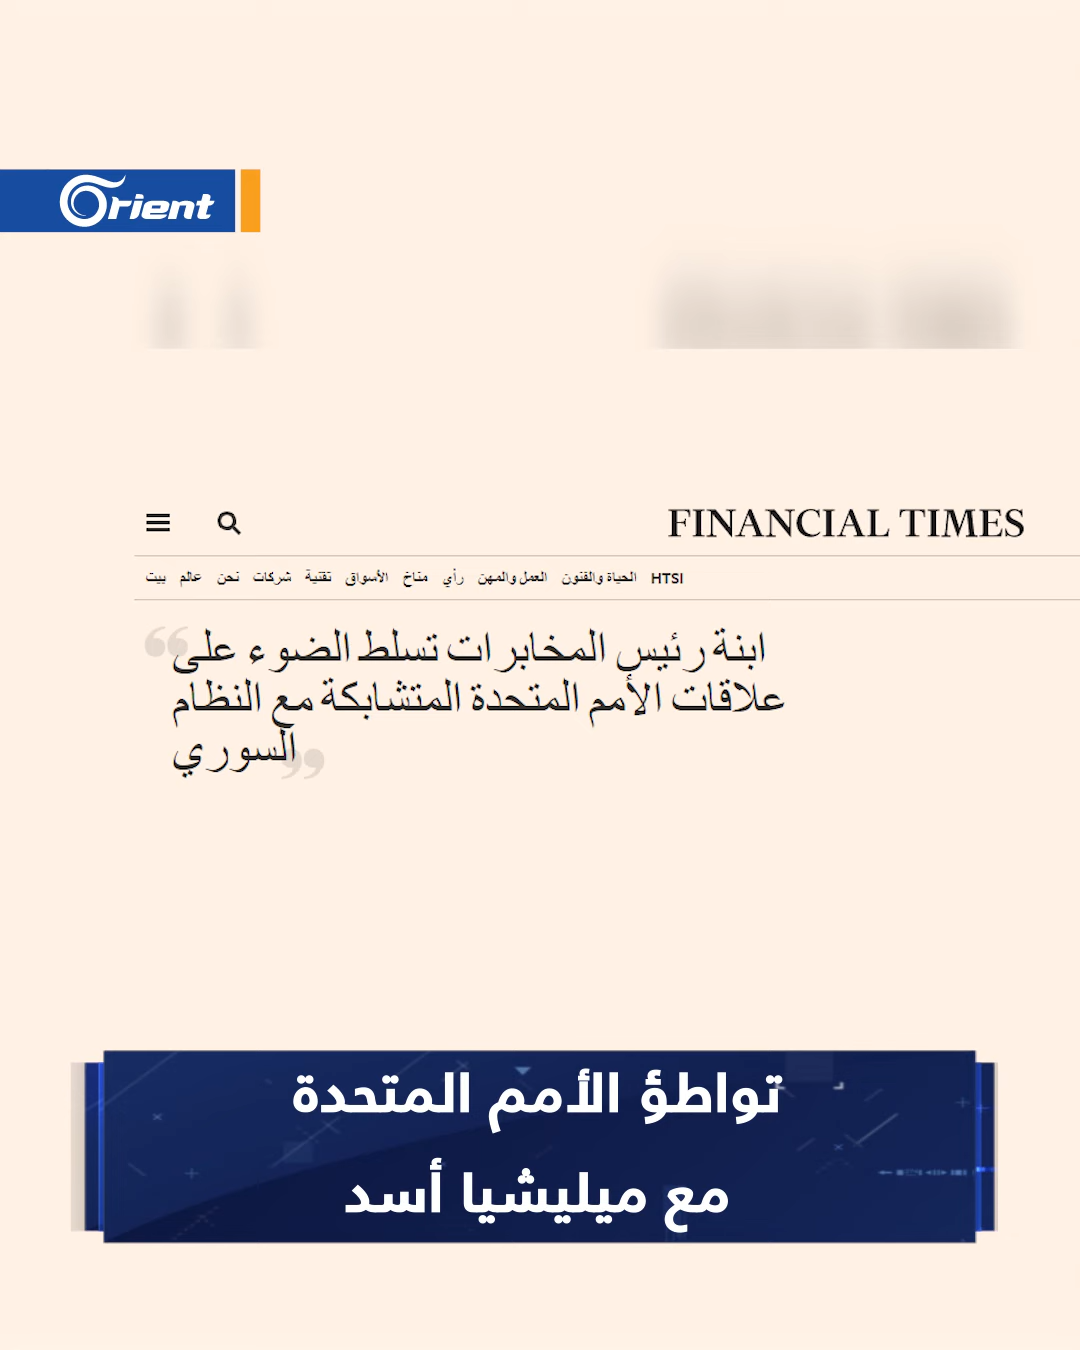 Orient
FINANCIAL TIMES
بيت عالم نحن شركات تقنية الأسواق مناخ رأي العمل والمهن الحياة والفنون HTSI
“ابنة رئيس المخابرات تسلط الضوء على
علاقات الأمم المتحدة المتشابكة مع النظام
السوري”
تواطؤ الأمم المتحدة
مع ميليشيا أسد